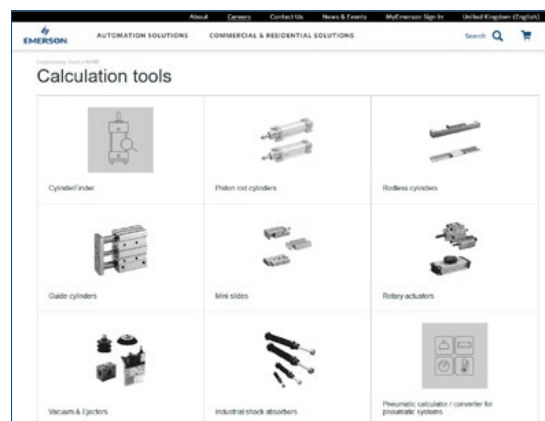 About Careers Contact Us News & Events MyEmerson Sign In United Kingdom (English)
EMERSON AUTOMATION SOLUTIONS COMMERCIAL & RESIDENTIAL SOLUTIONS Search
Calculation tools
CylinderFinder Piston rod cylinders Rodless cylinders
Guide cylinders Mini slides Rotary actuators
Vacuum & Ejectors Industrial shock absorbers Pneumatic calculator / converter for
pneumatic systems